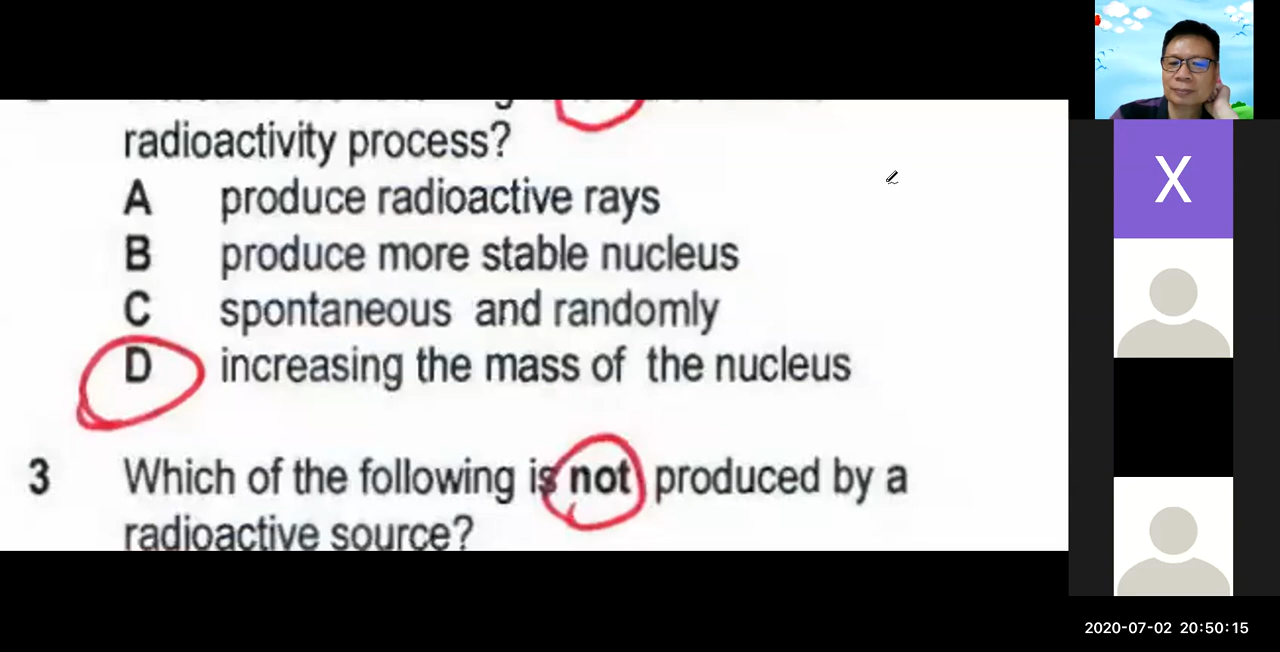 radioactivity process?
A produce radioactive rays
B produce more stable nucleus
C spontaneous and randomly
D increasing the mass of the nucleus
3 Which of the following is not produced by a
radioactive source?
X
2020-07-02 20:50:15